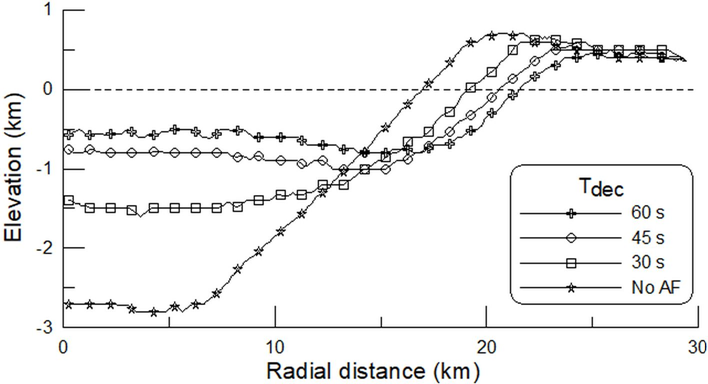 1
0
-1
-2
-3
Elevation (km)
0
10
20
30
Radial distance (km)
Tdec
60 s
45 s
30 s
No AF